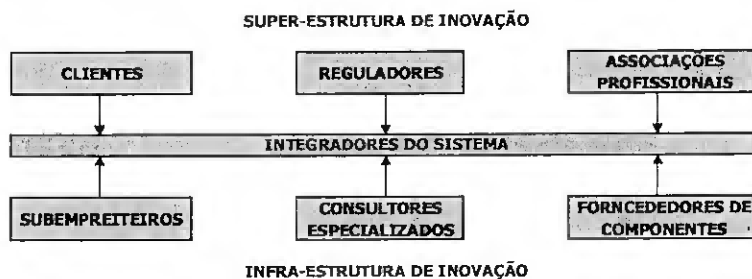 SUPER-ESTRUTURA DE INOVAÇÃO
CLIENTES
REGULADORES
ASSOCIAÇÕES
PROFISSIONAIS
INTEGRADORES DO SISTEMA
SUBEMPREITEIROS
CONSULTORES
ESPECIALIZADOS
FORNCEDEDORES DE
COMPONENTES
INFRA-ESTRUTURA DE INOVAÇÃO